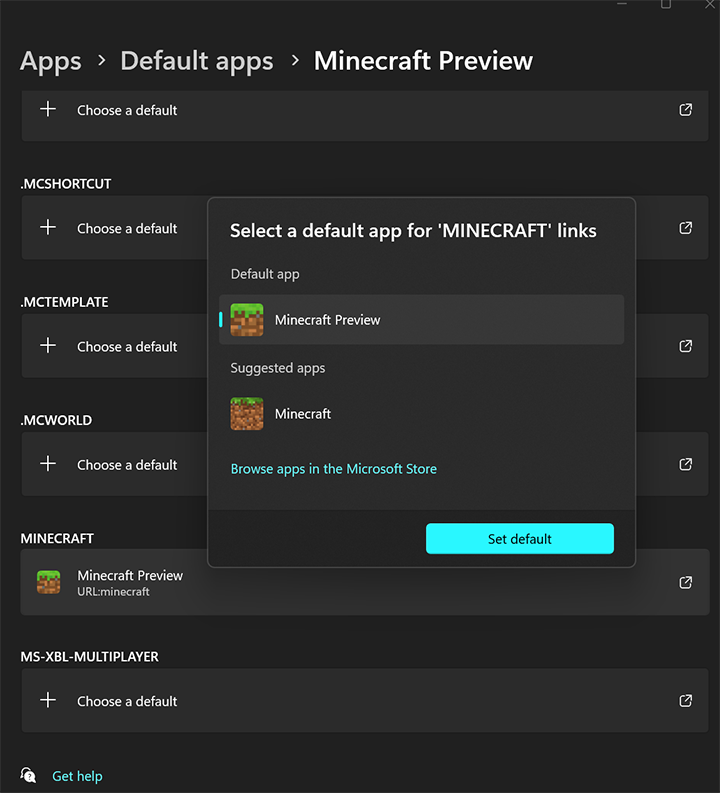 Apps > Default apps > Minecraft Preview
Choose a default
.MCSHORTCUT
Choose a default
.MCTEMPLATE
Choose a default
.MCWORLD
Choose a default
MINECRAFT
Minecraft Preview
URL:minecraft
MS-XBL-MULTIPLAYER
Choose a default
Get help
Select a default app for 'MINECRAFT' links
Default app
Minecraft Preview
Suggested apps
Minecraft
Browse apps in the Microsoft Store
Set default